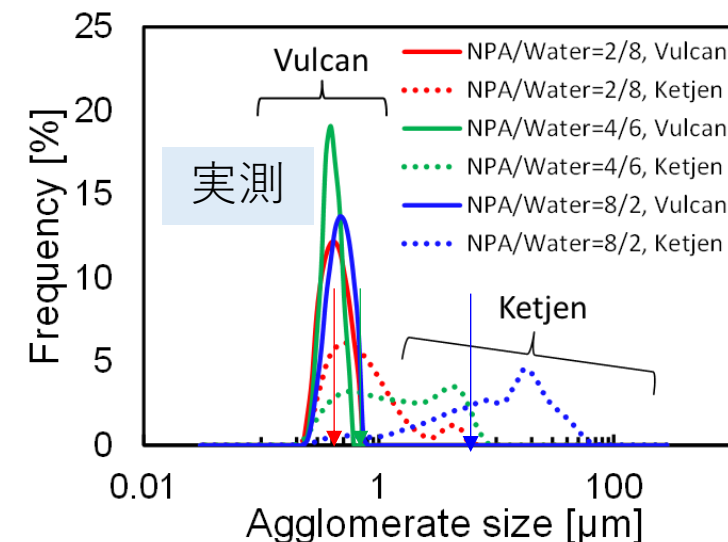 25
20
15
10
5
0
Frequency [%]
Vulcan
実測
Ketjen
NPA/Water=2/8, Vulcan
NPA/Water=2/8, Ketjen
NPA/Water=4/6, Vulcan
NPA/Water=4/6, Ketjen
NPA/Water=8/2, Vulcan
NPA/Water=8/2, Ketjen
0.01
1
100
Agglomerate size [µm]